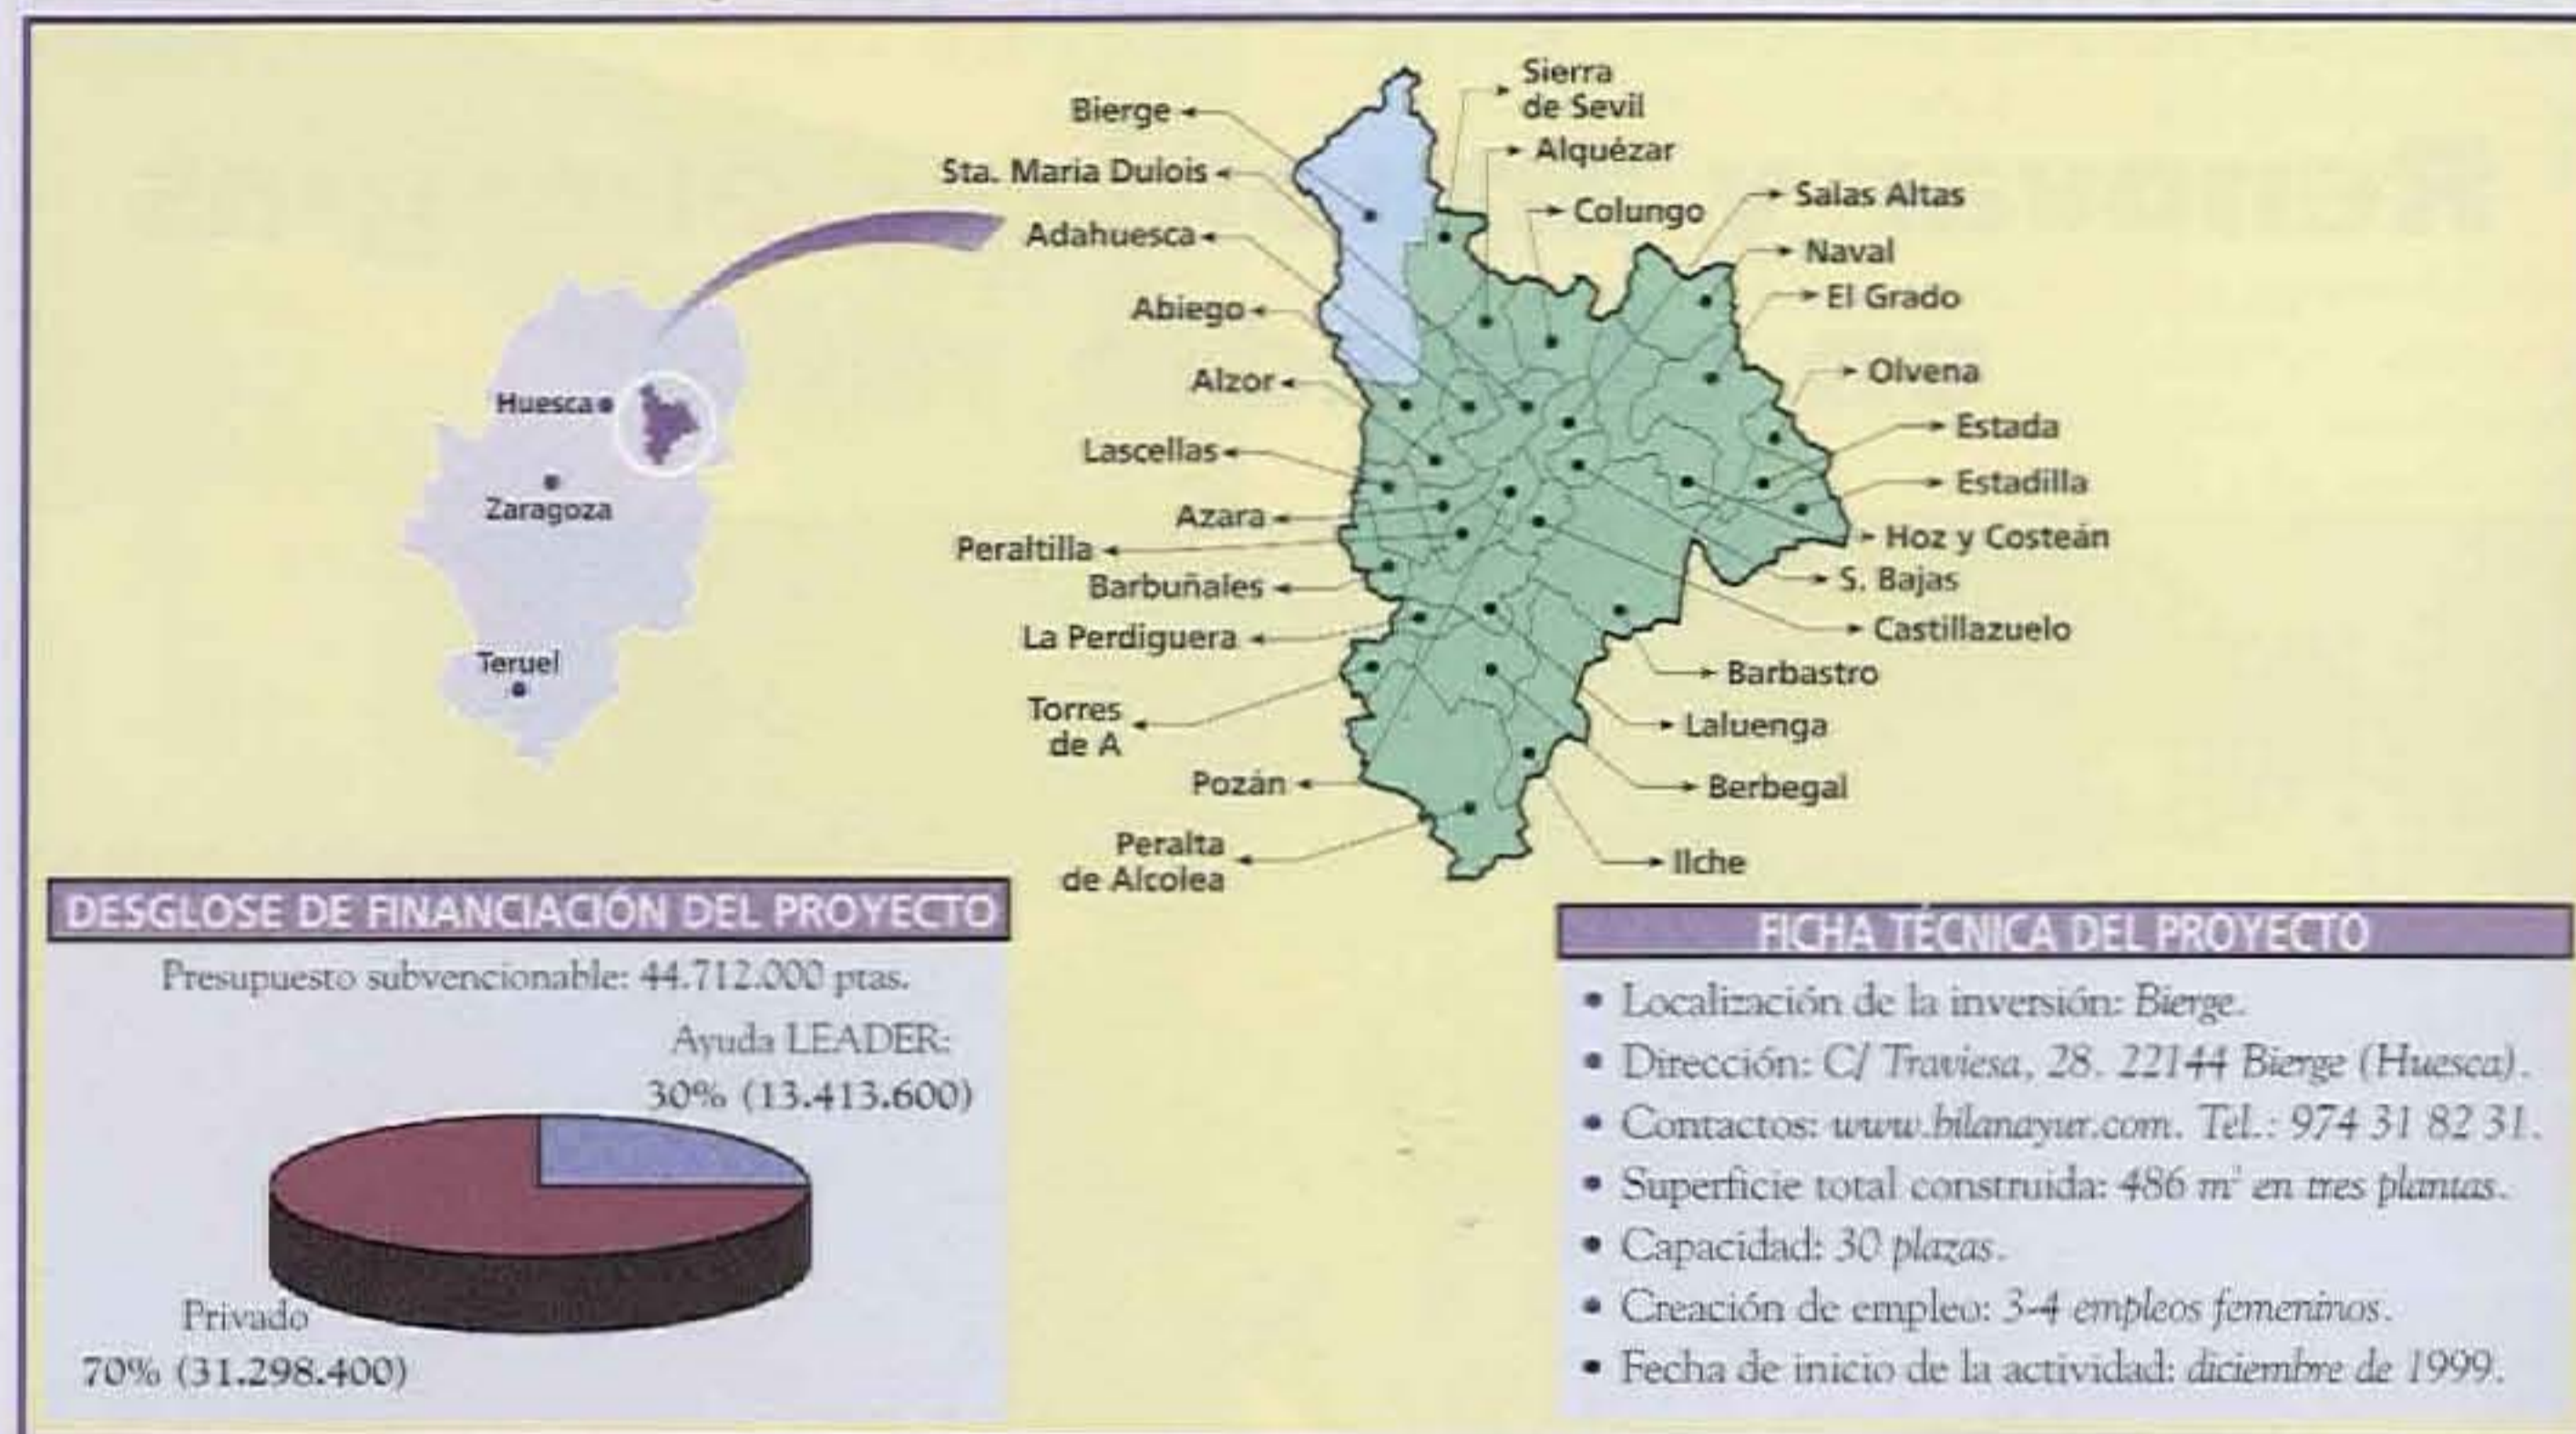 Bierge
Sta. Maria Dulois
Adahuesca
Abiego
Alzor
Lascellas
Azara
Peraltilla
Barbuñales
La Perdiguera
Torres
de A
Pozán
Peralta
de Alcolea
Sierra
de Sevil
Alquézar
Colungo
Salas Altas
Naval
El Grado
Olvena
Estada
Estadilla
Hoz y Costeán
S. Bajas
Castillazuelo
Barbastro
Laluenga
Berbegal
Ilche
Huesca
Zaragoza
Teruel
DESGLOSE DE FINANCIACIÓN DEL PROYECTO
Presupuesto subvencionable: 44.712.000 ptas.
Ayuda LEADER:
30% (13.413.600)
Privado
70% (31.298.400)
FICHA TÉCNICA DEL PROYECTO
• Localización de la inversión: Bierge.
• Dirección: C/ Traviesa, 28. 22144 Bierge (Huesca).
• Contactos: www.bilanayur.com. Tel.: 974 31 82 31.
• Superficie total construida: 486 m² en tres plantas.
• Capacidad: 30 plazas.
• Creación de empleo: 3-4 empleos femeninos.
• Fecha de inicio de la actividad: diciembre de 1999.